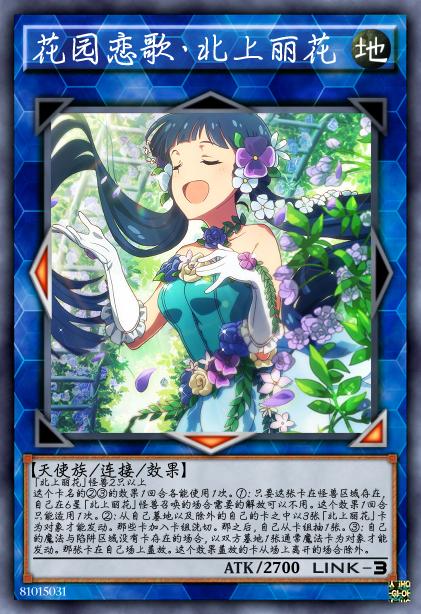 花园恋歌·北上丽花 地
【天使族/连接/效果】
「北上丽花」怪兽2只以上
这个卡名的②③的效果1回合各能使用1次。①：只要这张卡在怪兽区域存在，
自己在6星「北上丽花」怪兽召唤的场合需要的解放可以不用。这个效果1回合
只能适用1次。②：从自己墓地以及除外的自己的卡之中以3张「北上丽花」卡
为对象才能发动。那些卡加入卡组洗切。那之后，自己从卡组抽1张。③：自己
的魔法与陷阱区域没有卡存在的场合，以双方墓地1张通常魔法卡为对象才能
发动。那张卡在自己场上盖放。这个效果盖放的卡从场上离开的场合除外。
ATK/2700 LINK-3
81015031